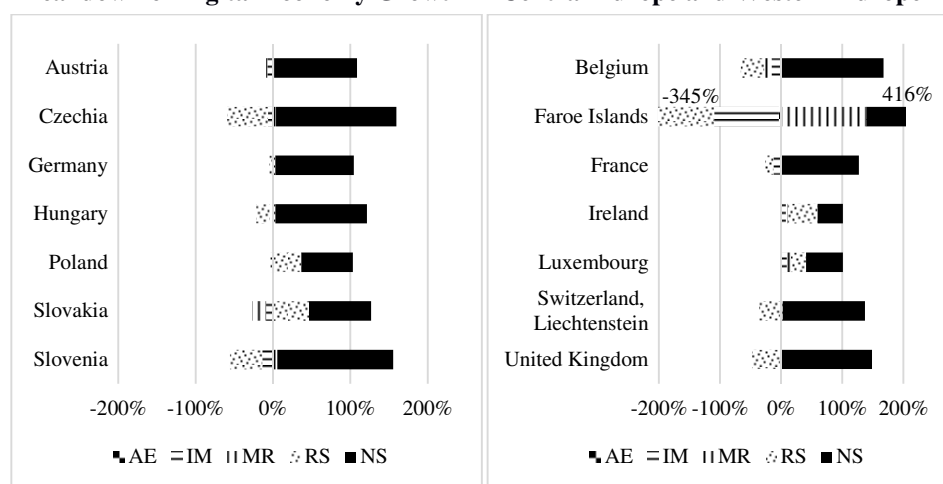 Austria
Czechia
Germany
Hungary
Poland
Slovakia
Slovenia
-200% -100% 0% 100% 200%
AE IM MR RS NS
Belgium
-345% 416%
Faroe Islands
France
Ireland
Luxembourg
Switzerland,
Liechtenstein
United Kingdom
-200% -100% 0% 100% 200%
AE IM MR RS NS